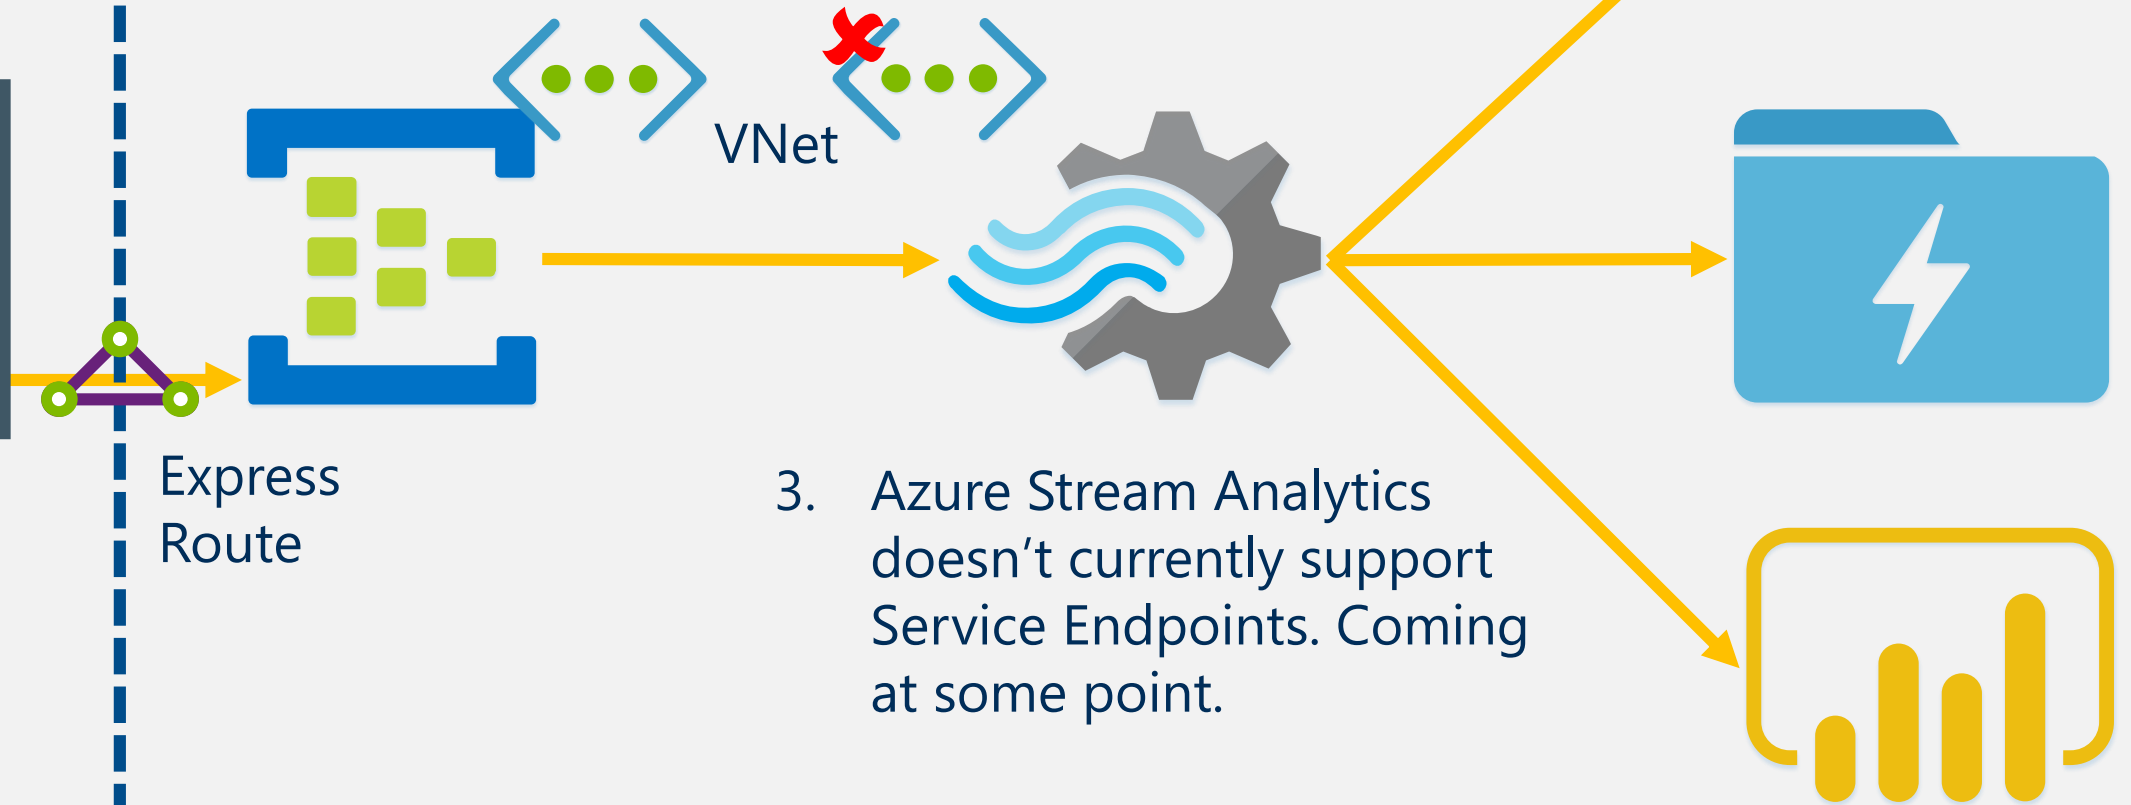 VNet
Express
Route
3. Azure Stream Analytics
doesn’t currently support
Service Endpoints. Coming
at some point.